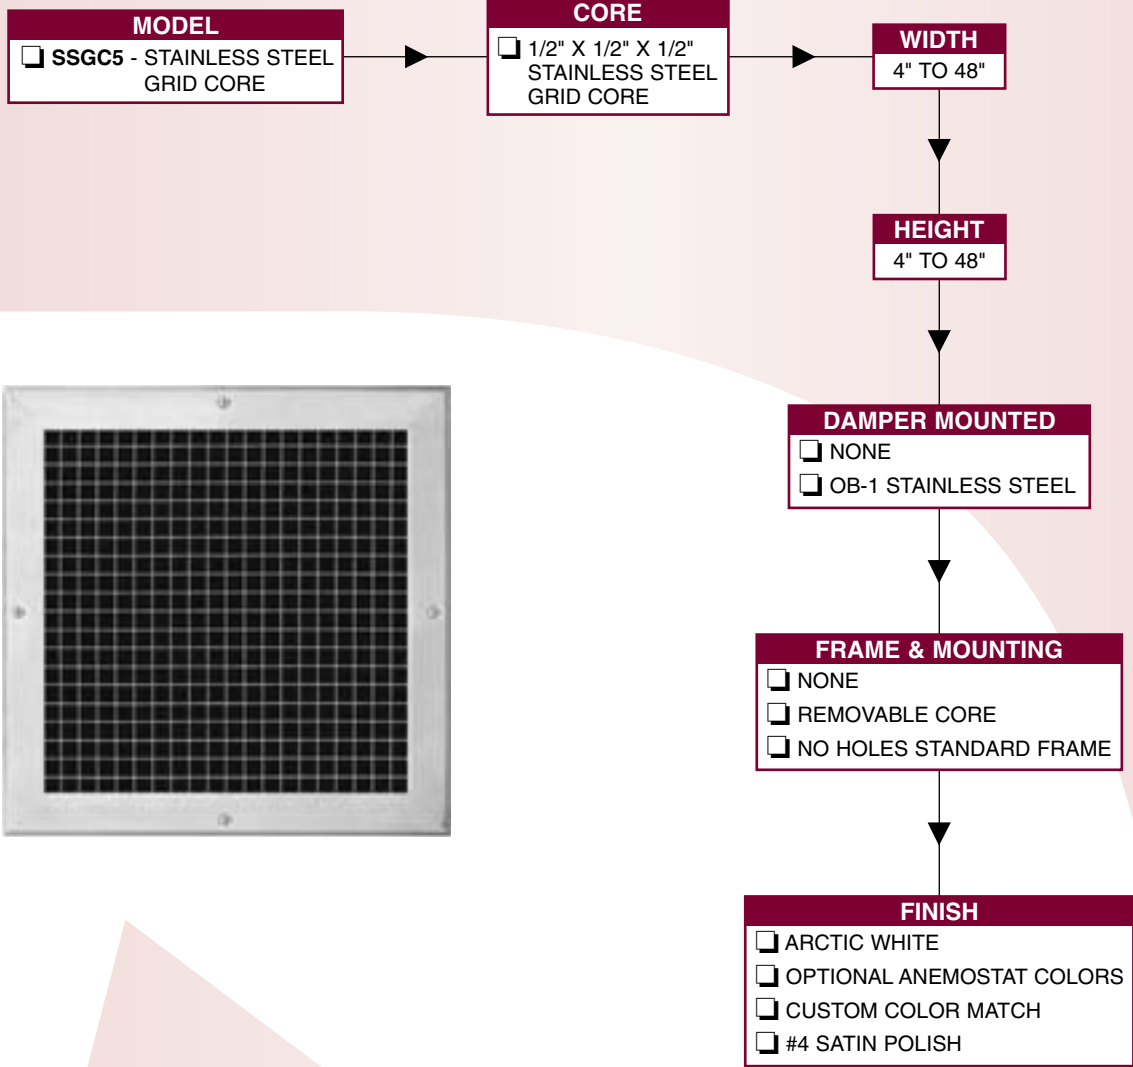 MODEL
❏ SSGC5 - STAINLESS STEEL
GRID CORE
CORE
❏ 1/2" X 1/2" X 1/2"
STAINLESS STEEL
GRID CORE
WIDTH
4" TO 48"
HEIGHT
4" TO 48"
DAMPER MOUNTED
❏ NONE
❏ OB-1 STAINLESS STEEL
FRAME & MOUNTING
❏ NONE
❏ REMOVABLE CORE
❏ NO HOLES STANDARD FRAME
FINISH
❏ ARCTIC WHITE
❏ OPTIONAL ANEMOSTAT COLORS
❏ CUSTOM COLOR MATCH
❏ #4 SATIN POLISH